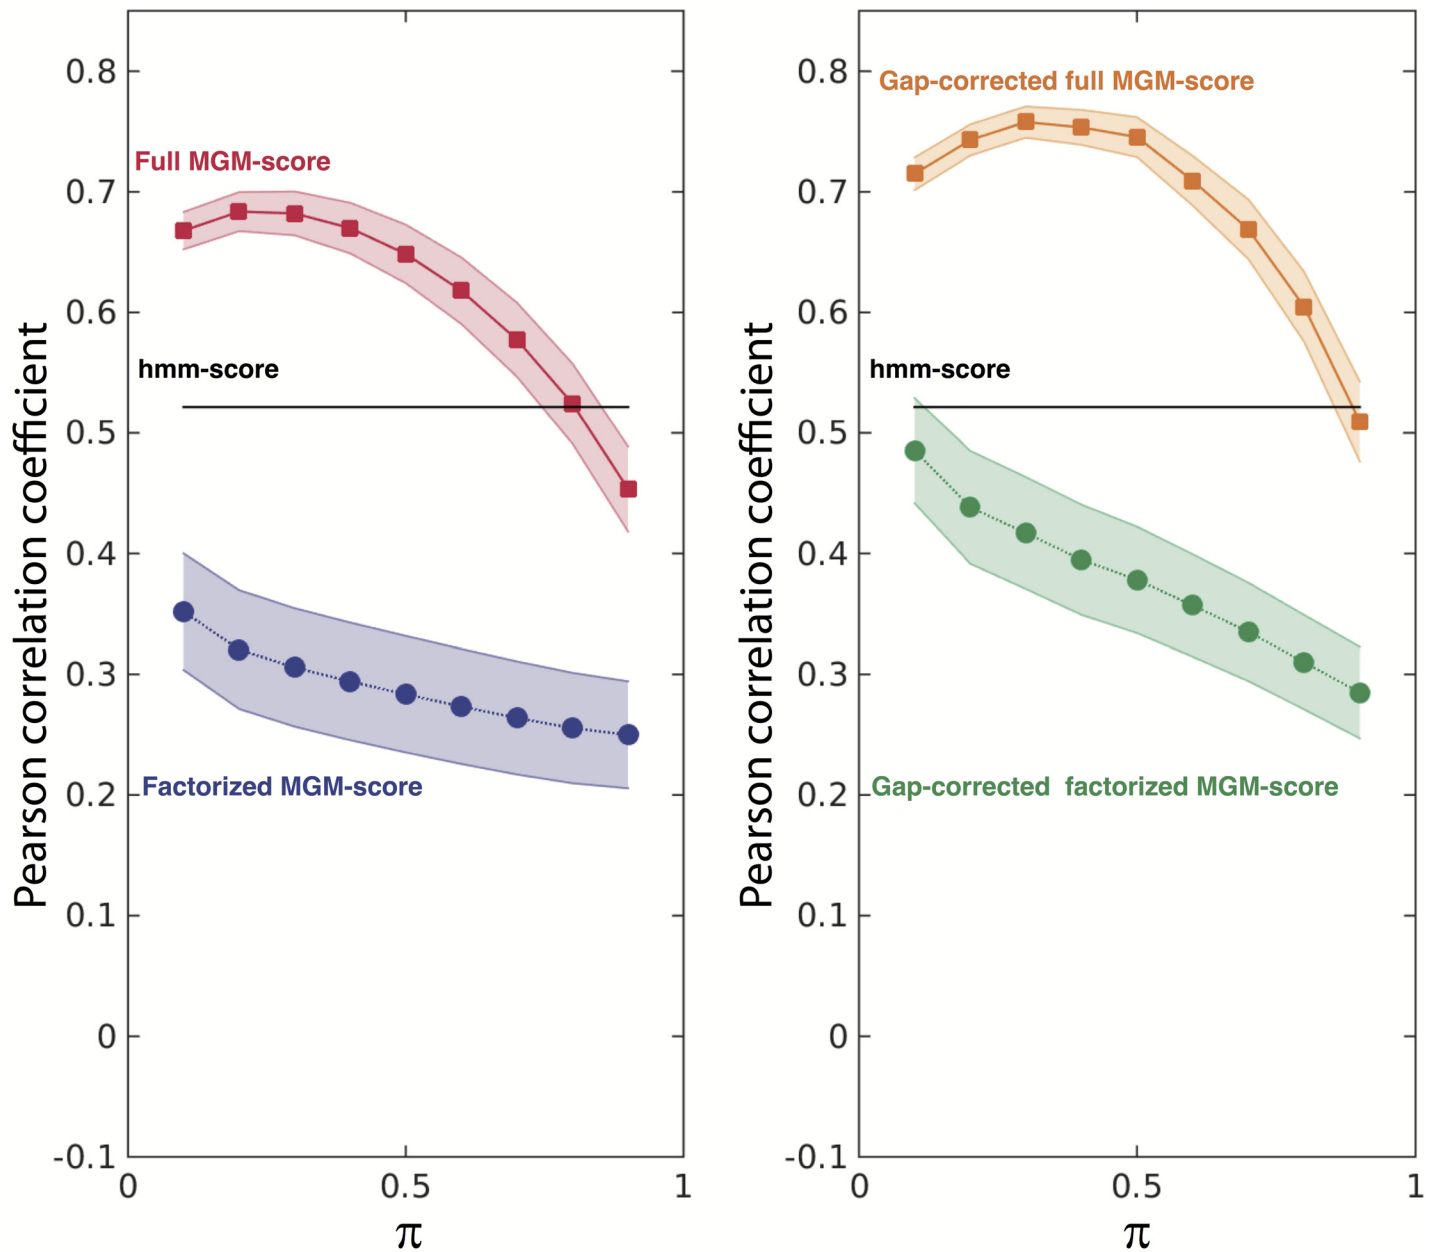 Pearson correlation coefficient
0.8
0.7
0.6
0.5
0.4
0.3
0.2
0.1
0
-0.1
Full MGM-score
hmm-score
Factorized MGM-score
0
0.5
1
π
Pearson correlation coefficient
0.8
0.7
0.6
0.5
0.4
0.3
0.2
0.1
0
-0.1
Gap-corrected full MGM-score
hmm-score
Gap-corrected factorized MGM-score
0
0.5
1
π